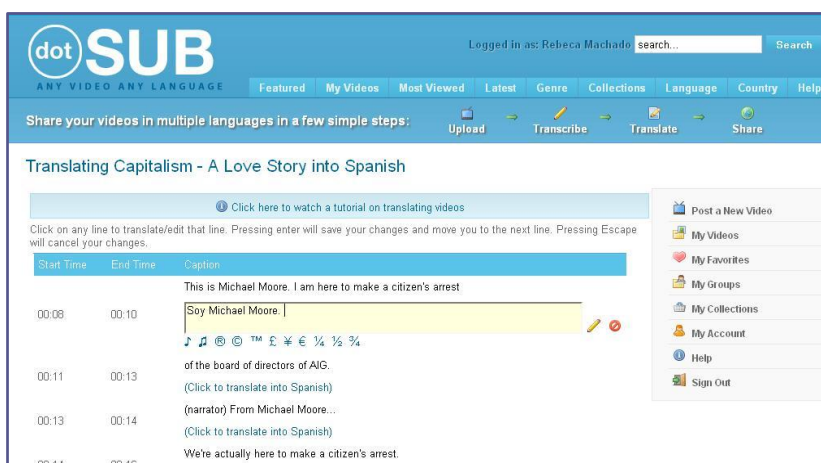 dotSUB
ANY VIDEO ANY LANGUAGE
Logged in as: Rebeca Machado search... Search
Featured My Videos Most Viewed Latest Genre Collections Language Country Help
Share your videos in multiple languages in a few simple steps: Upload Transcribe Translate Share
Translating Capitalism - A Love Story into Spanish
Click here to watch a tutorial on translating videos
Click on any line to translate/edit that line. Pressing enter will save your changes and move you to the next line. Pressing Escape
will cancel your changes.
Start Time End Time Caption
This is Michael Moore. I am here to make a citizen's arrest
00:08 00:10 Soy Michael Moore.
♪ ♫ ® © ™ £ ¥ € ¼ ½ ¾
of the board of directors of AIG.
00:11 00:13
(Click to translate into Spanish)
(narrator) From Michael Moore...
00:13 00:14
(Click to translate into Spanish)
We're actually here to make a citizen's arrest.
Post a New Video
My Videos
My Favorites
My Groups
My Collections
My Account
Help
Sign Out